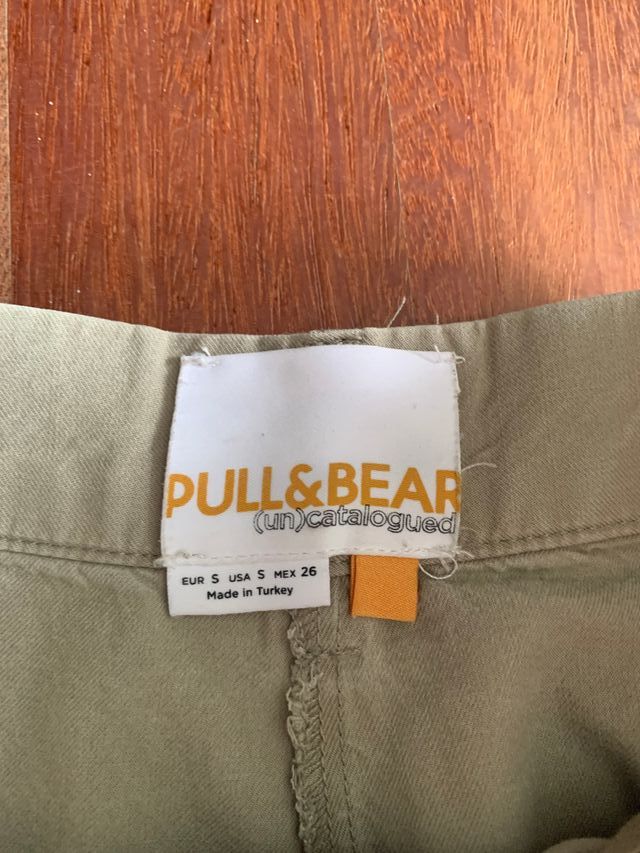 PULL&BEAR
(un)catalogued
EUR S USA S MEX 26
Made in Turkey